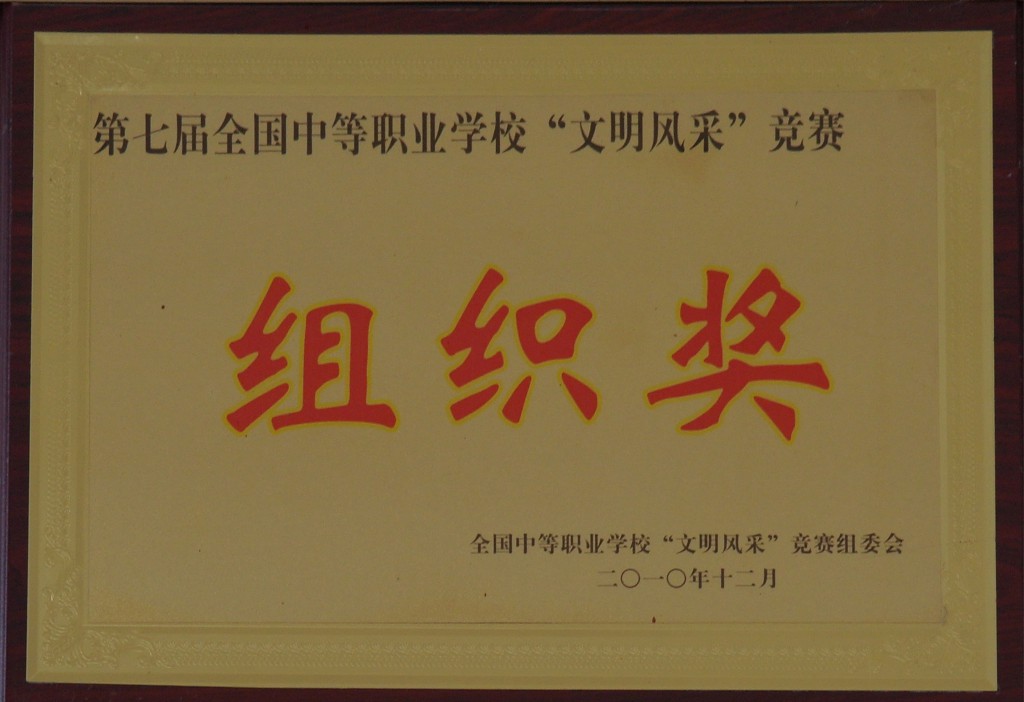 第七届全国中等职业学校“文明风采”竞赛
组织奖
全国中等职业学校“文明风采”竞赛组委会
二〇一〇年十二月